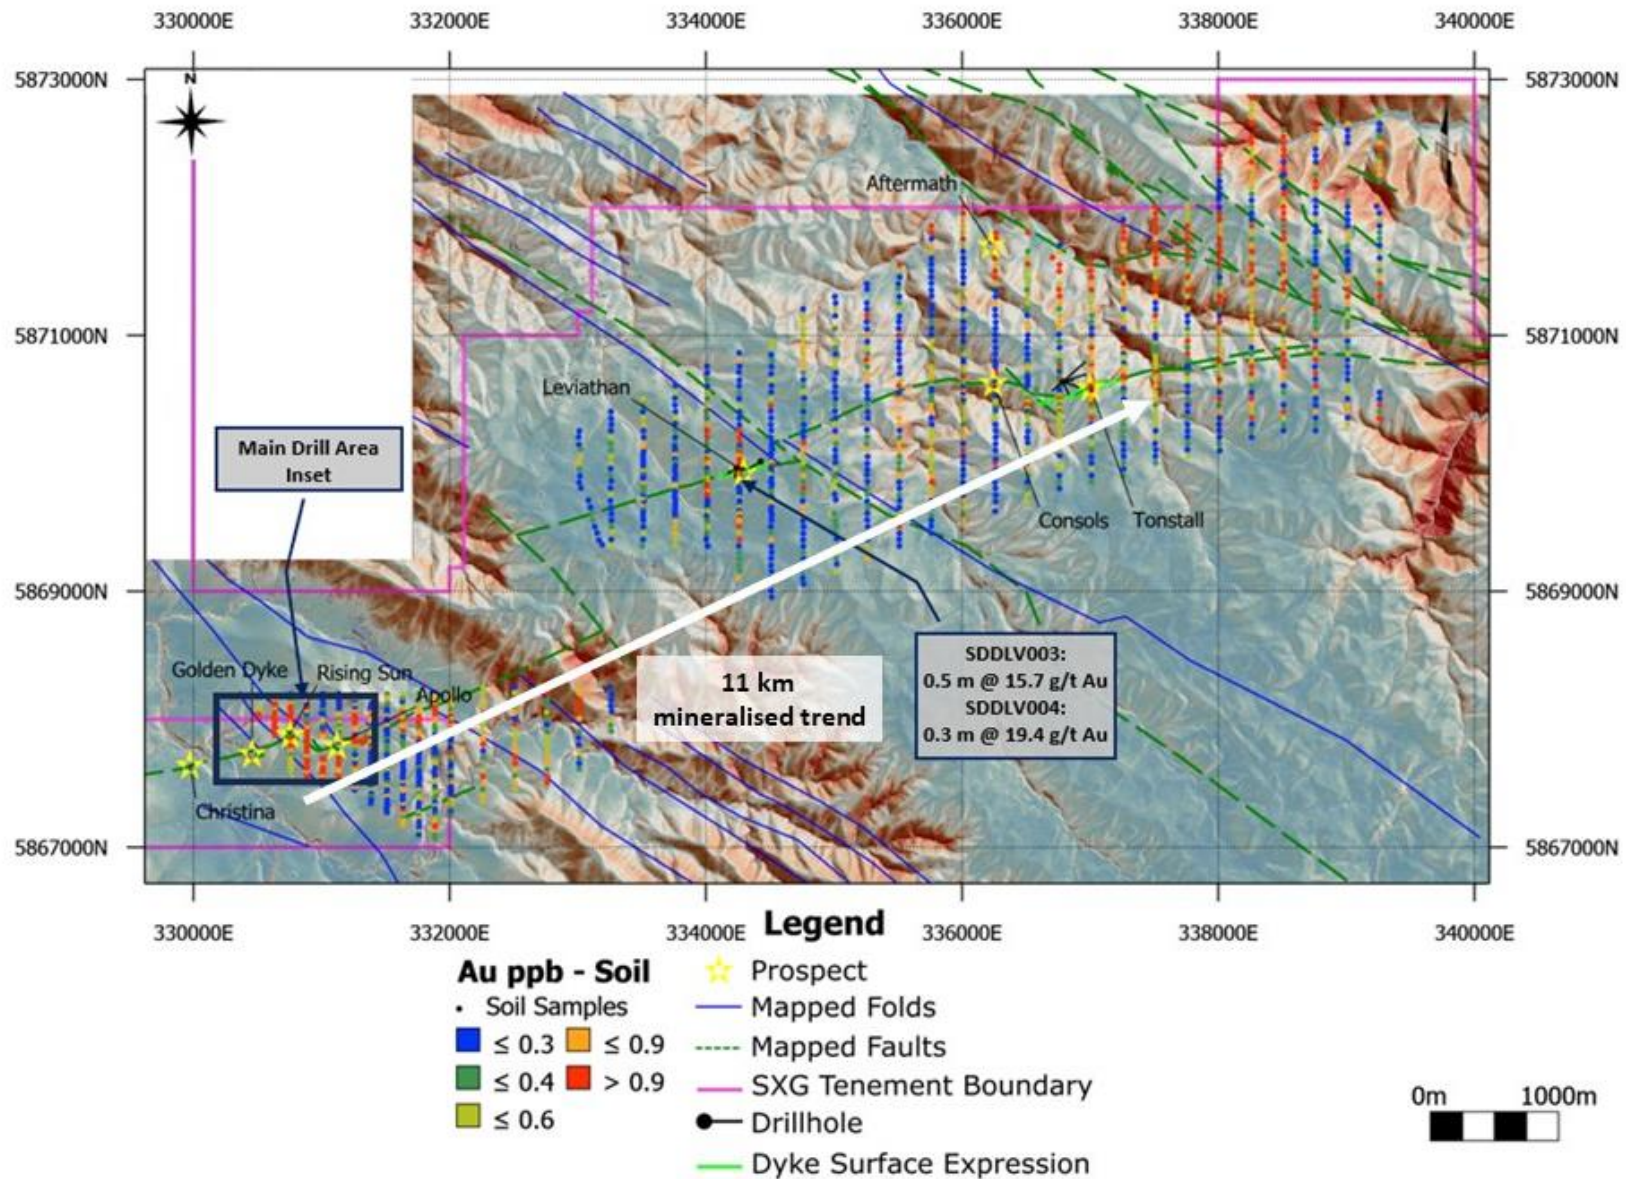 330000E 332000E 334000E 336000E 338000E 340000E
5873000N 5873000N
N
Aftermath
5871000N 5871000N
Leviathan
Main Drill Area
Inset
Consols Tonstall
5869000N 5869000N
SDDLV003:
0.5 m @ 15.7 g/t Au
SDDLV004:
0.3 m @ 19.4 g/t Au
11 km
mineralised trend
Golden Dyke Rising Sun
Apollo
Christina
5867000N 5867000N
330000E 332000E 334000E 336000E 338000E 340000E
Legend
Au ppb - Soil
Soil Samples
≤ 0.3 ≤ 0.9
≤ 0.4 > 0.9
≤ 0.6
Prospect
Mapped Folds
Mapped Faults
SXG Tenement Boundary
Drillhole
Dyke Surface Expression
0m 1000m